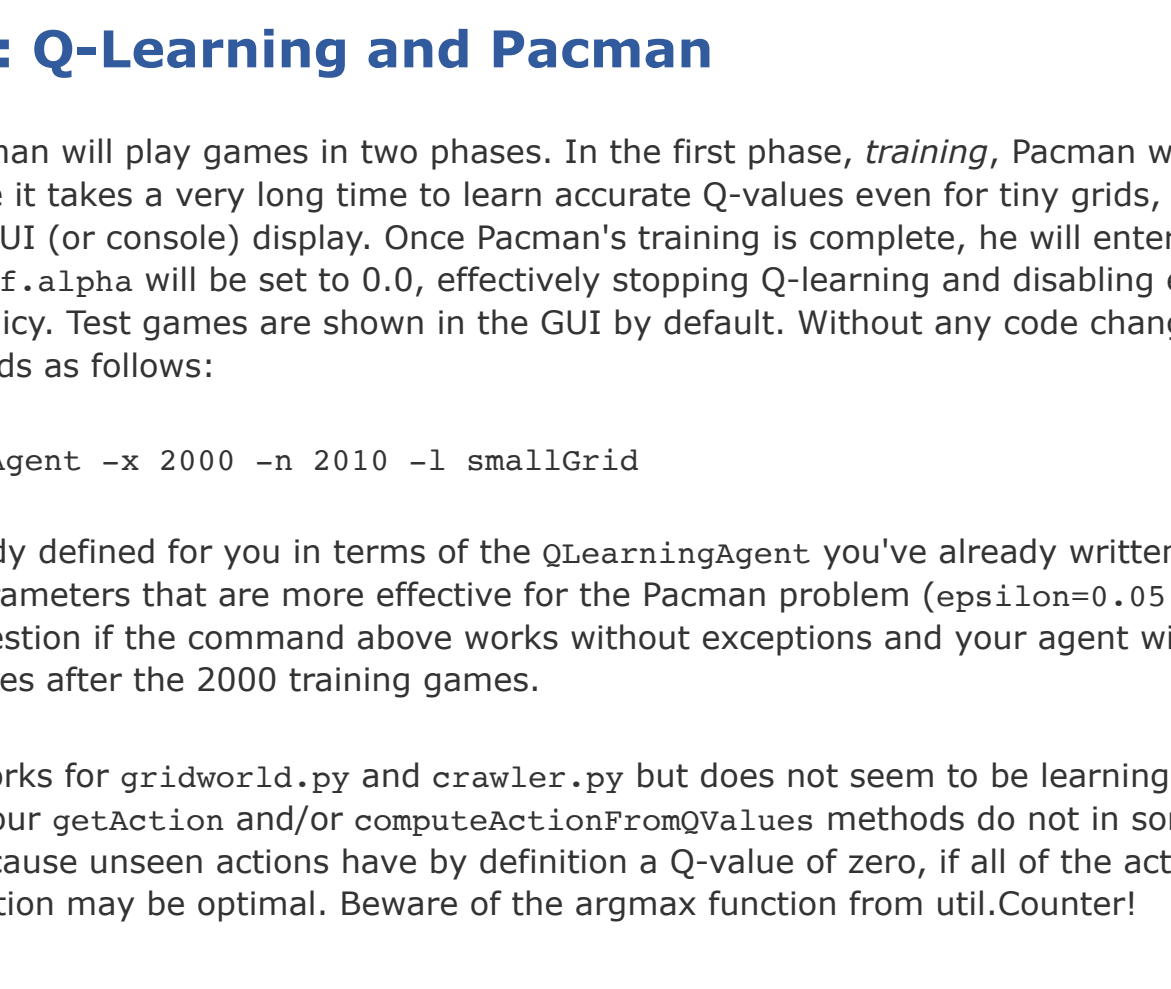 : Q-Learning and Pacman
man will play games in two phases. In the first phase, training, Pacman w
e it takes a very long time to learn accurate Q-values even for tiny grids,
UI (or console) display. Once Pacman's training is complete, he will enter
f.alpha will be set to 0.0, effectively stopping Q-learning and disabling e
icy. Test games are shown in the GUI by default. Without any code chang
ds as follows:
Agent -x 2000 -n 2010 -l smallGrid
dy defined for you in terms of the QLearningAgent you've already written
rameters that are more effective for the Pacman problem (epsilon=0.05
estion if the command above works without exceptions and your agent wi
es after the 2000 training games.
orks for gridworld.py and crawler.py but does not seem to be learning
our getAction and/or computeActionFromQValues methods do not in som
cause unseen actions have by definition a Q-value of zero, if all of the act
tion may be optimal. Beware of the argmax function from util.Counter!